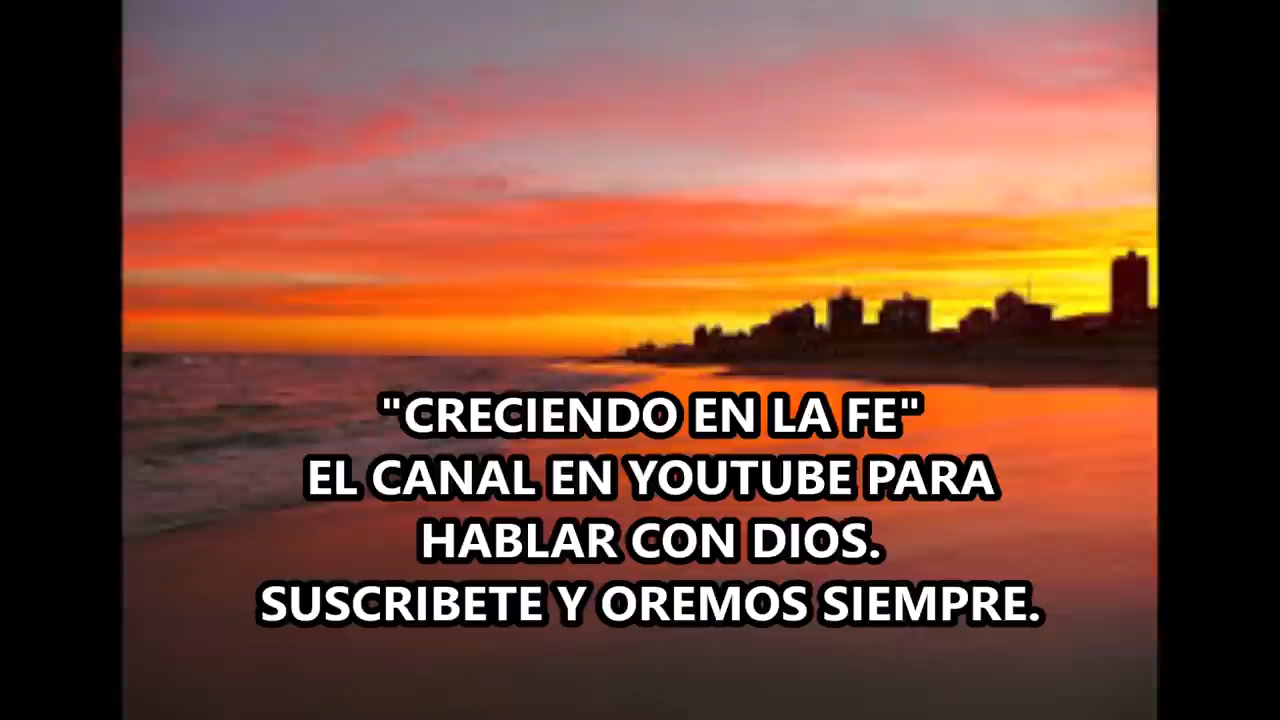 "CRECIENDO EN LA FE"
EL CANAL EN YOUTUBE PARA
HABLAR CON DIOS.
SUSCRIBETE Y OREMOS SIEMPRE.